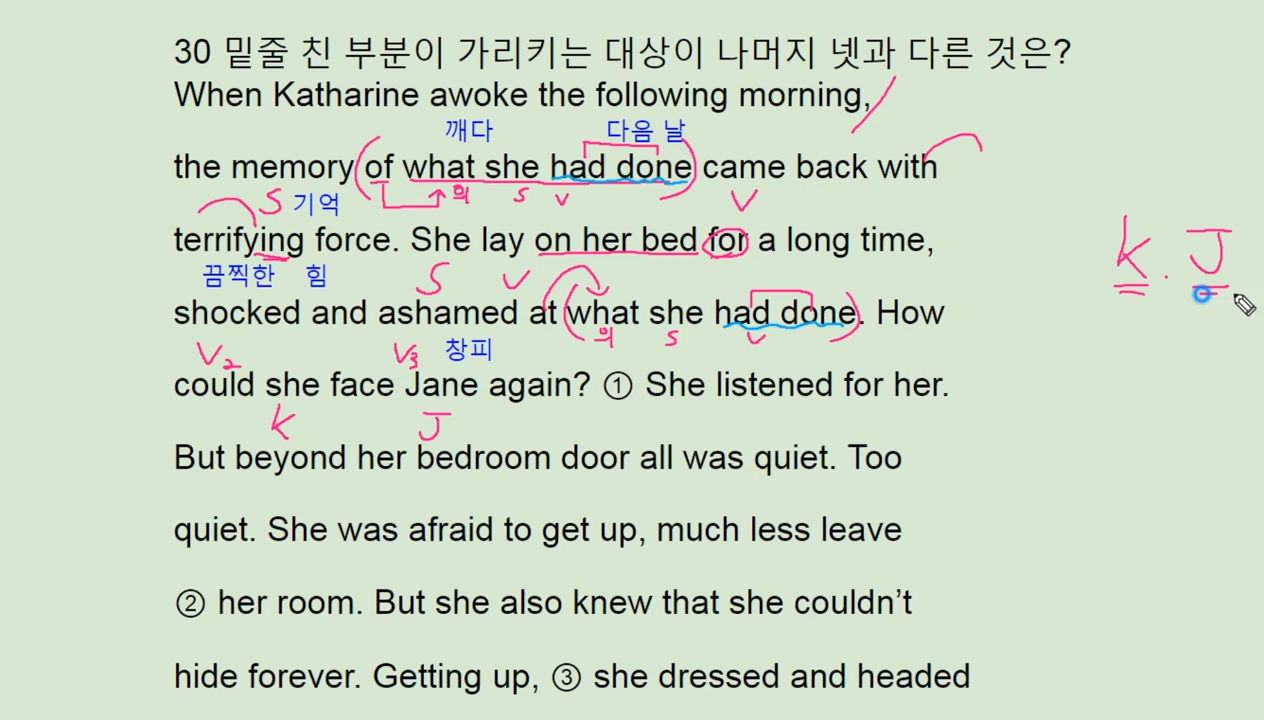 30 밑줄 친 부분이 가리키는 대상이 나머지 넷과 다른 것은?
When Katharine awoke the following morning,
깨다 다음 날
the memory of what she had done came back with
S 기억 의 S V V
terrifying force. She lay on her bed for a long time,
끔찍한 힘 S V
K . J
shocked and ashamed at what she had done. How
V2 V3 창피 의 S V
could she face Jane again? ① She listened for her.
K J
But beyond her bedroom door all was quiet. Too
quiet. She was afraid to get up, much less leave
② her room. But she also knew that she couldn’t
hide forever. Getting up, ③ she dressed and headed